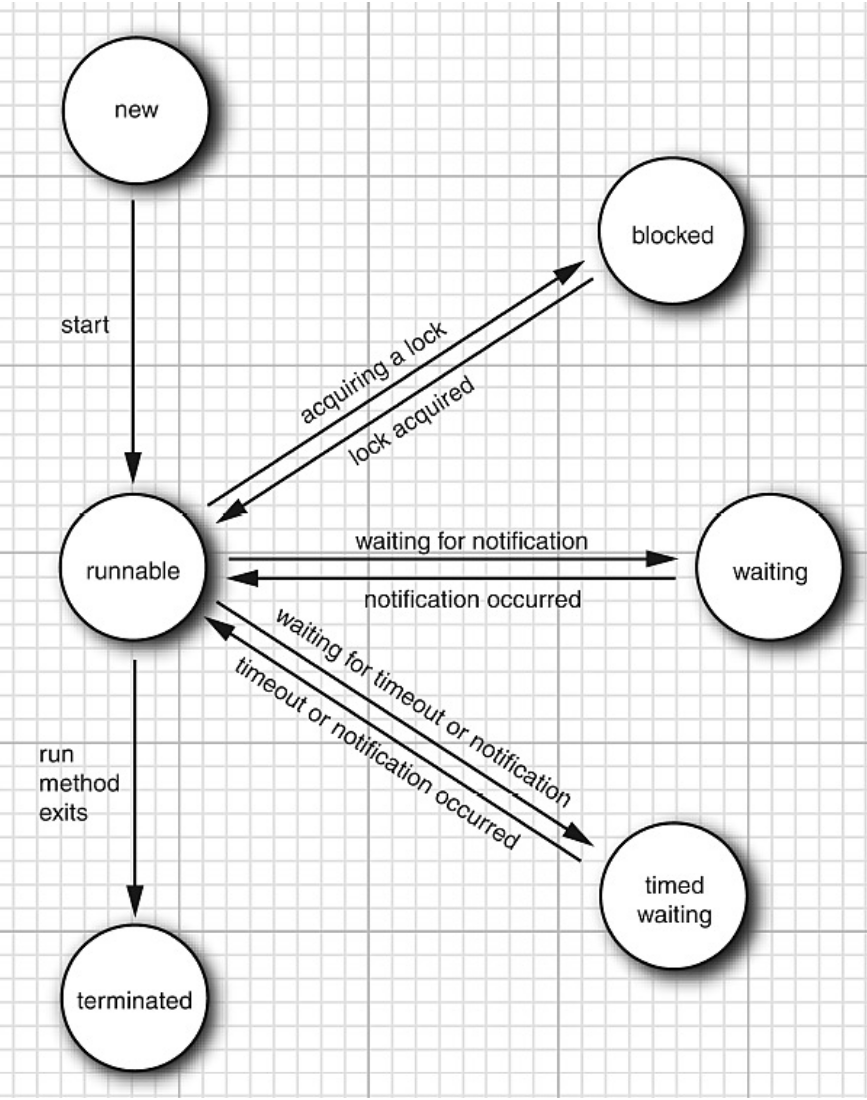 new
blocked
start
acquiring a lock
lock acquired
runnable
waiting for notification
notification occurred
waiting
waiting for timeout or notification
timeout or notification occurred
run
method
exits
timed
waiting
terminated